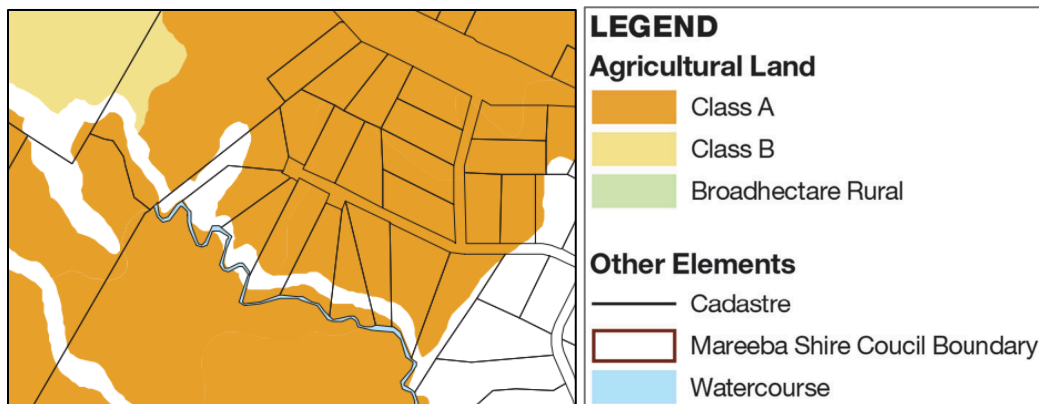 LEGEND
Agricultural Land
Class A
Class B
Broadhectare Rural
Other Elements
Cadastre
Mareeba Shire Coucil Boundary
Watercourse